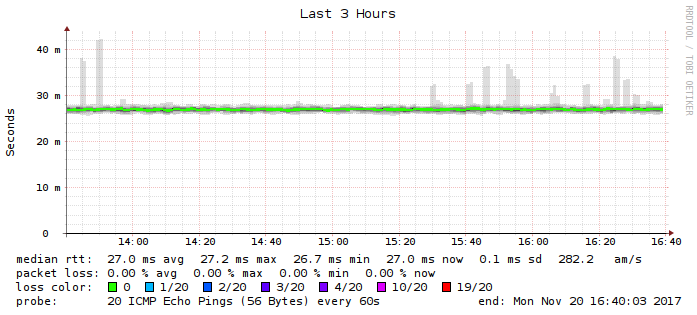 Last 3 Hours
RRDTOOL / TOBI OETIKER
Seconds
40 m
30 m
20 m
10 m
0
14:00 14:20 14:40 15:00 15:20 15:40 16:00 16:20 16:40
median rtt: 27.0 ms avg 27.2 ms max 26.7 ms min 27.0 ms now 0.1 ms sd 282.2 am/s
packet loss: 0.00 % avg 0.00 % max 0.00 % min 0.00 % now
loss color: 0 1/20 2/20 3/20 4/20 10/20 19/20
probe: 20 ICMP Echo Pings (56 Bytes) every 60s end: Mon Nov 20 16:40:03 2017